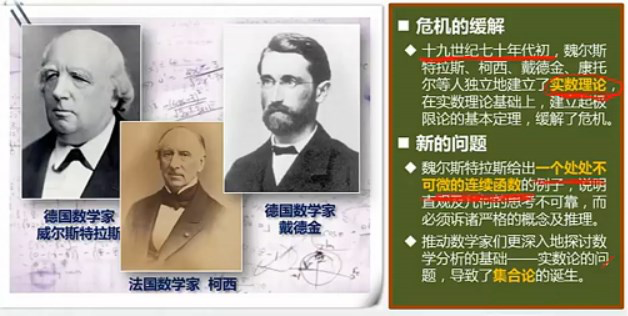 德国数学家
威尔斯特拉斯
德国数学家
戴德金
法国数学家 柯西
■ 危机的缓解
◆ 十九世纪七十年代初，魏尔斯
特拉斯、柯西、戴德金、康托
尔等人独立地建立了实数理论，
在实数理论基础上，建立起极
限论的基本定理，缓解了危机。
■ 新的问题
◆ 魏尔斯特拉斯给出一个处处不
可微的连续函数的例子，说明
直观及几何的思考不可靠，而
必须诉诸严格的概念及推理。
◆ 推动数学家们更深入地探讨数
学分析的基础——实数论的问
题，导致了集合论的诞生。